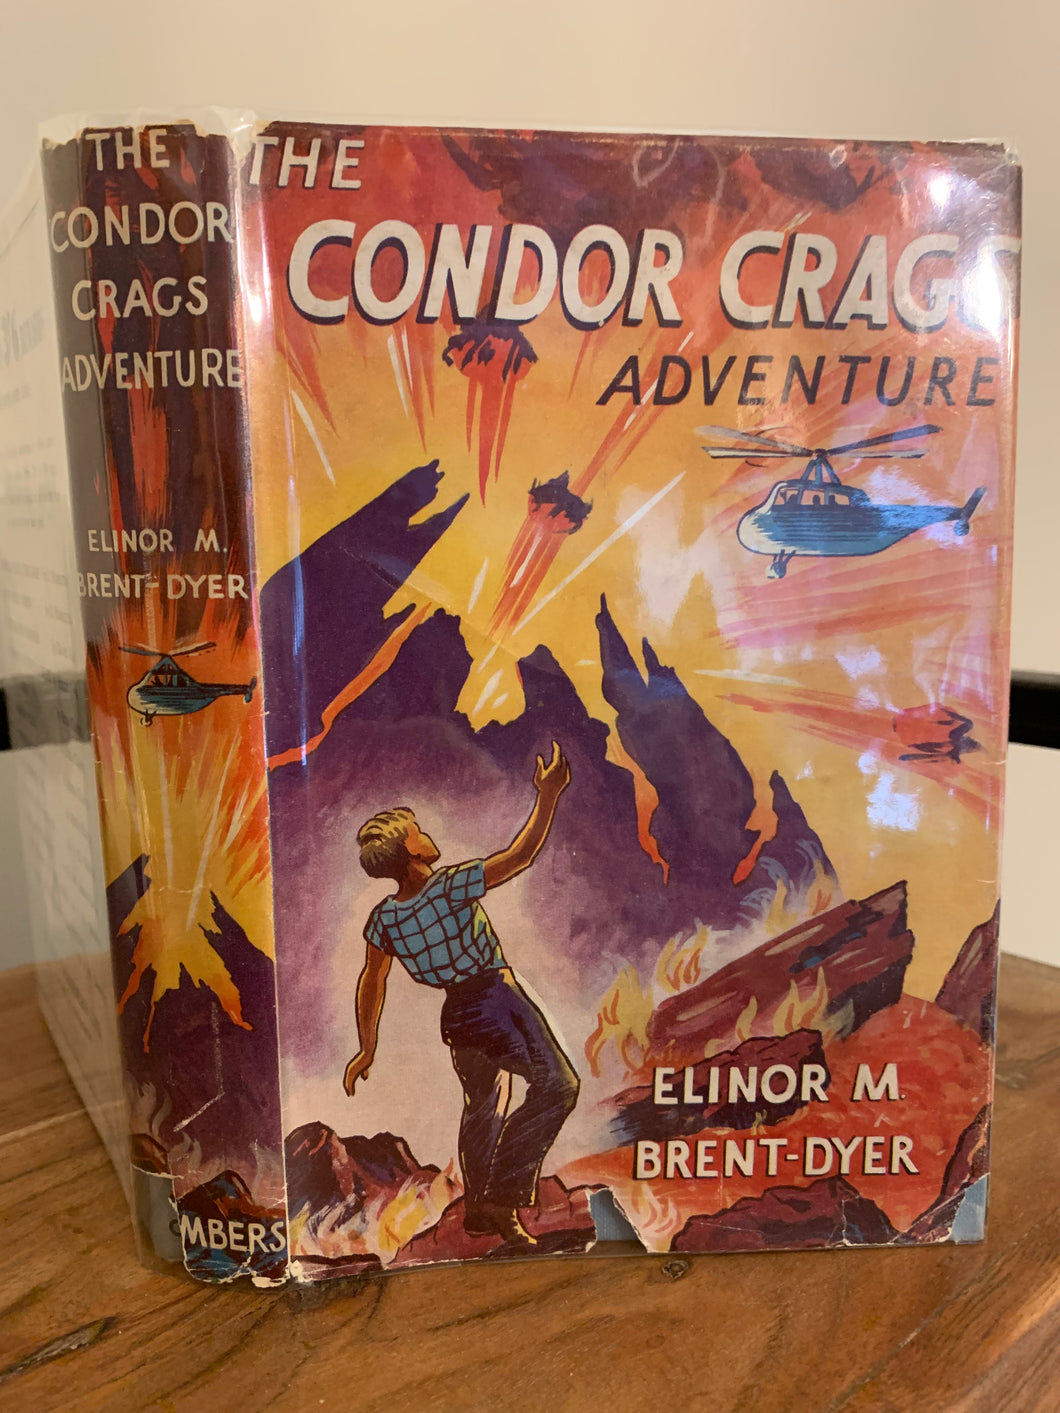 THE
CONDOR
CRAGS
ADVENTURE
ELINOR M.
BRENT-DYER
MBERS
THE
CONDOR CRAGS
ADVENTURE
ELINOR M.
BRENT-DYER